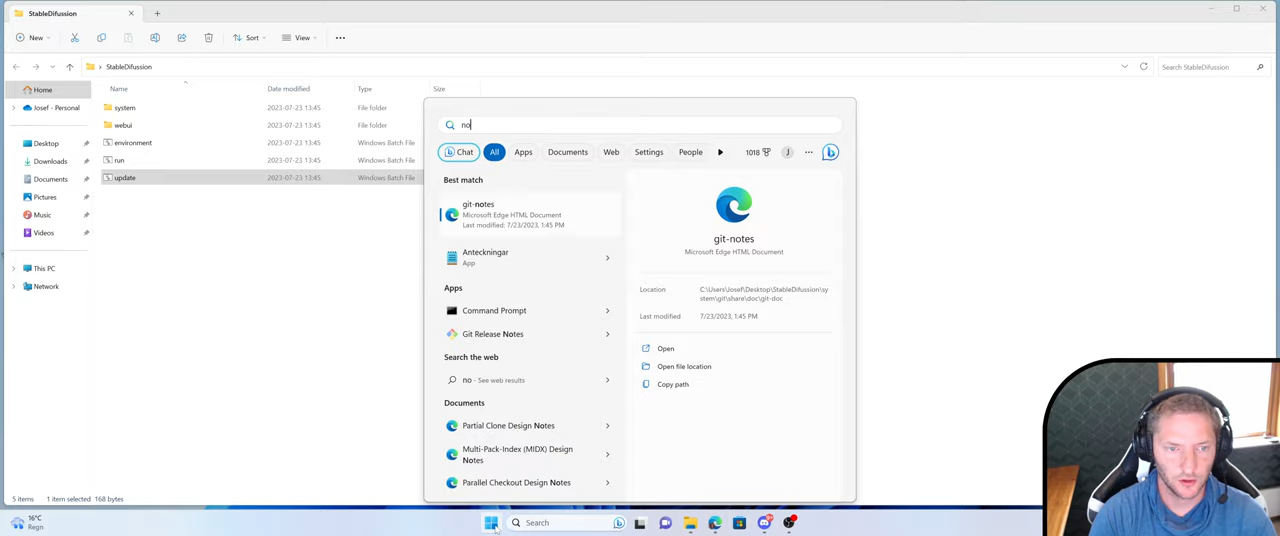 StableDifussion
New
Sort
View
StableDifussion
Search StableDifussion
Home
Josef - Personal
Desktop
Downloads
Documents
Pictures
Music
Videos
This PC
Network
Name
Date modified
Type
Size
system
2023-07-23 13:45
File folder
webui
2023-07-23 13:45
File folder
environment
2023-07-23 13:45
Windows Batch File
run
2023-07-23 13:45
Windows Batch File
update
2023-07-23 13:45
Windows Batch File
no
Chat
All
Apps
Documents
Web
Settings
People
1018
J
Best match
git-notes
Microsoft Edge HTML Document
Last modified: 7/23/2023, 1:45 PM
Anteckningar
App
Apps
Command Prompt
Git Release Notes
Search the web
no - See web results
Documents
Partial Clone Design Notes
Multi-Pack-Index (MIDX) Design
Notes
Parallel Checkout Design Notes
git-notes
Microsoft Edge HTML Document
Location
C:\Users\Josef\Desktop\StableDifussion\sy
stem\git\share\doc\git-doc
Last modified
7/23/2023, 1:45 PM
Open
Open file location
Copy path
5 items
1 item selected 168 bytes
16°C
Regn
Search